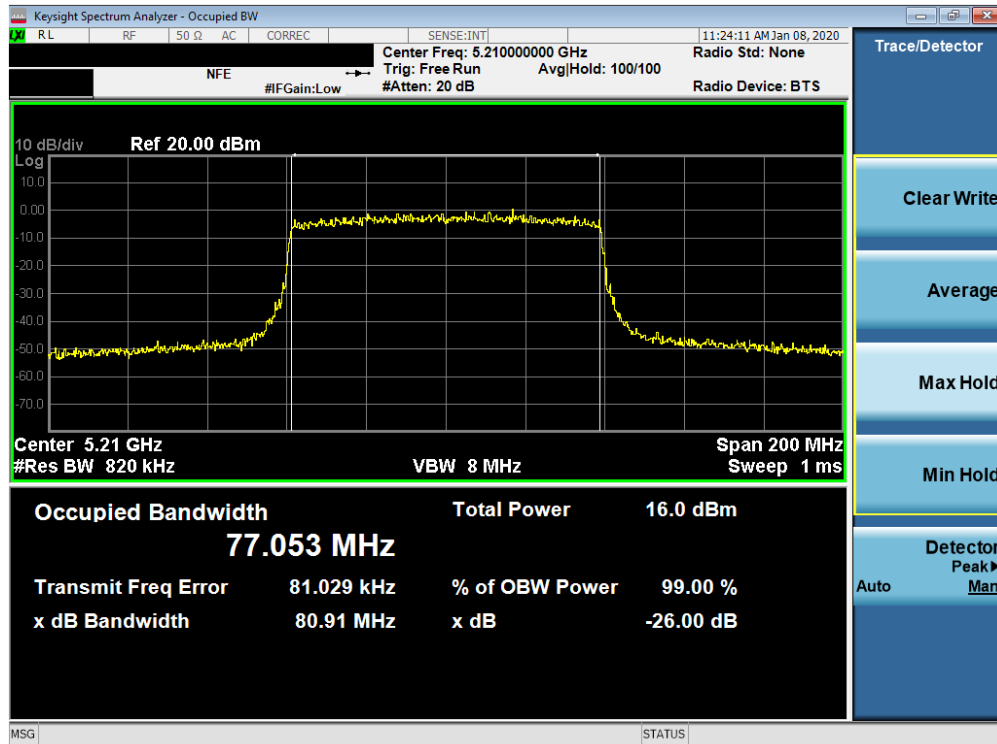 Keysight Spectrum Analyzer - Occupied BW
LXI RL RF 50 Ω AC CORREC SENSE:INT 11:24:11 AM Jan 08, 2020
Center Freq: 5.210000000 GHz Radio Std: None
NFE Trig: Free Run Avg|Hold: 100/100
#IFGain:Low #Atten: 20 dB Radio Device: BTS
Trace/Detector
10 dB/div Ref 20.00 dBm
Log
10.0
0.00
-10.0
-20.0
-30.0
-40.0
-50.0
-60.0
-70.0
Center 5.21 GHz Span 200 MHz
#Res BW 820 kHz VBW 8 MHz Sweep 1 ms
Occupied Bandwidth Total Power 16.0 dBm
77.053 MHz
Transmit Freq Error 81.029 kHz % of OBW Power 99.00 %
x dB Bandwidth 80.91 MHz x dB -26.00 dB
Clear Write
Average
Max Hold
Min Hold
Detector
Peak▶
Auto Man
MSG STATUS